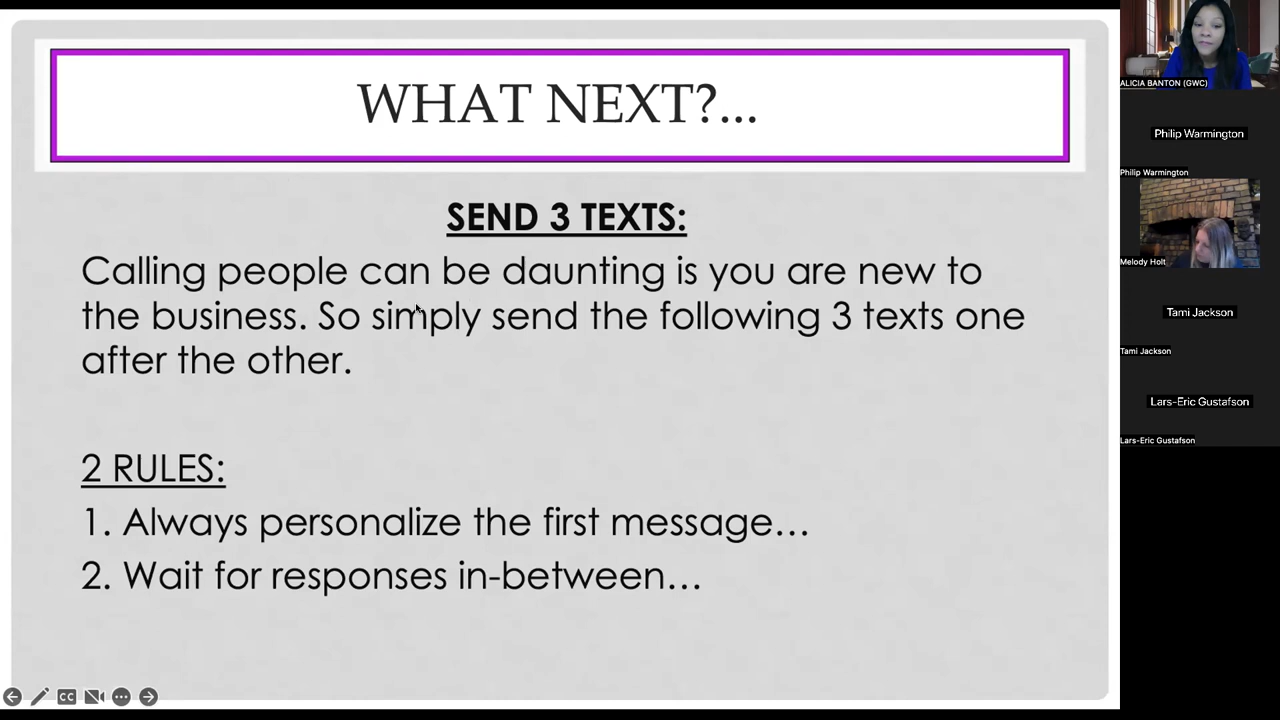 WHAT NEXT?...
SEND 3 TEXTS:
Calling people can be daunting is you are new to
the business. So simply send the following 3 texts one
after the other.
2 RULES:
1. Always personalize the first message...
2. Wait for responses in-between...
CC
ALICIA BANTON (GWC)
Philip Warmington
Philip Warmington
Melody Holt
Tami Jackson
Tami Jackson
Lars-Eric Gustafson
Lars-Eric Gustafson